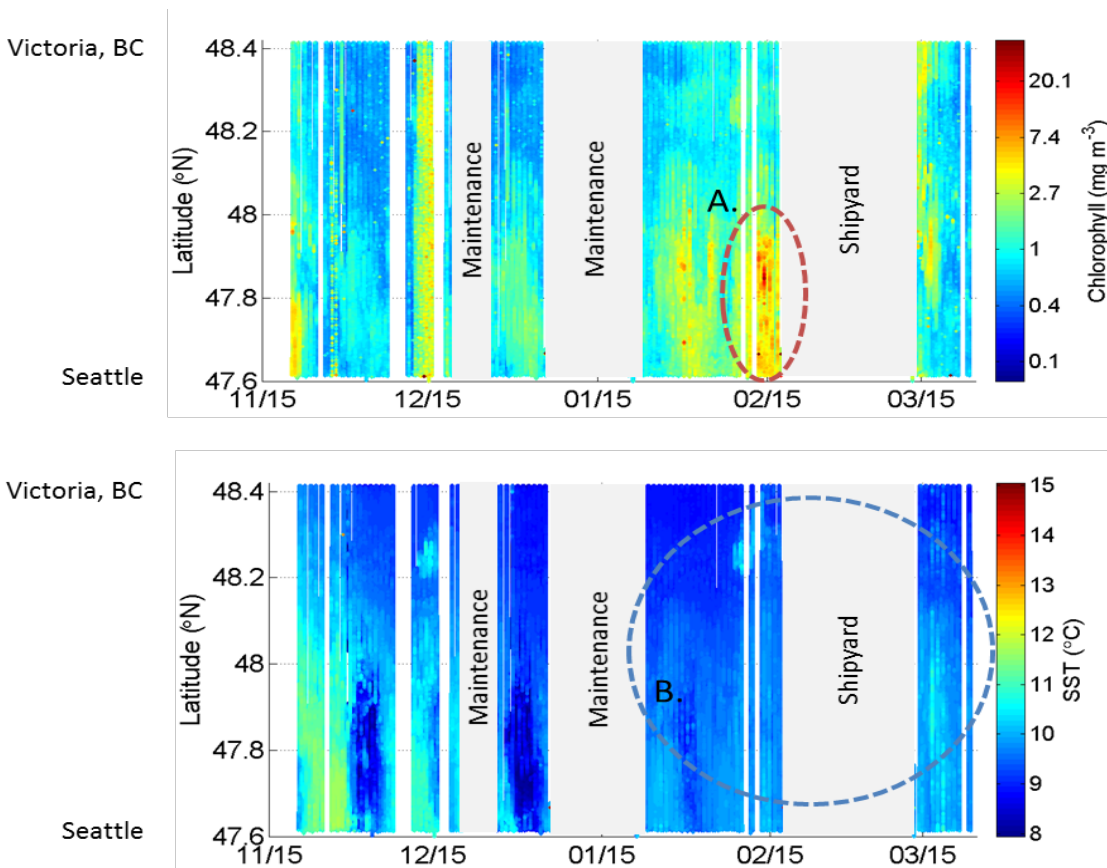 Victoria, BC
48.4
48.2
48
47.8
47.6
Latitude (°N)
Seattle
Maintenance
Maintenance
A.
Shipyard
11/15
12/15
01/15
02/15
03/15
20.1
7.4
2.7
1
0.4
0.1
Chlorophyll (mg m⁻³)
Victoria, BC
48.4
48.2
48
47.8
47.6
Latitude (°N)
Seattle
Maintenance
Maintenance
B.
Shipyard
11/15
12/15
01/15
02/15
03/15
15
14
13
12
11
10
9
8
SST (°C)